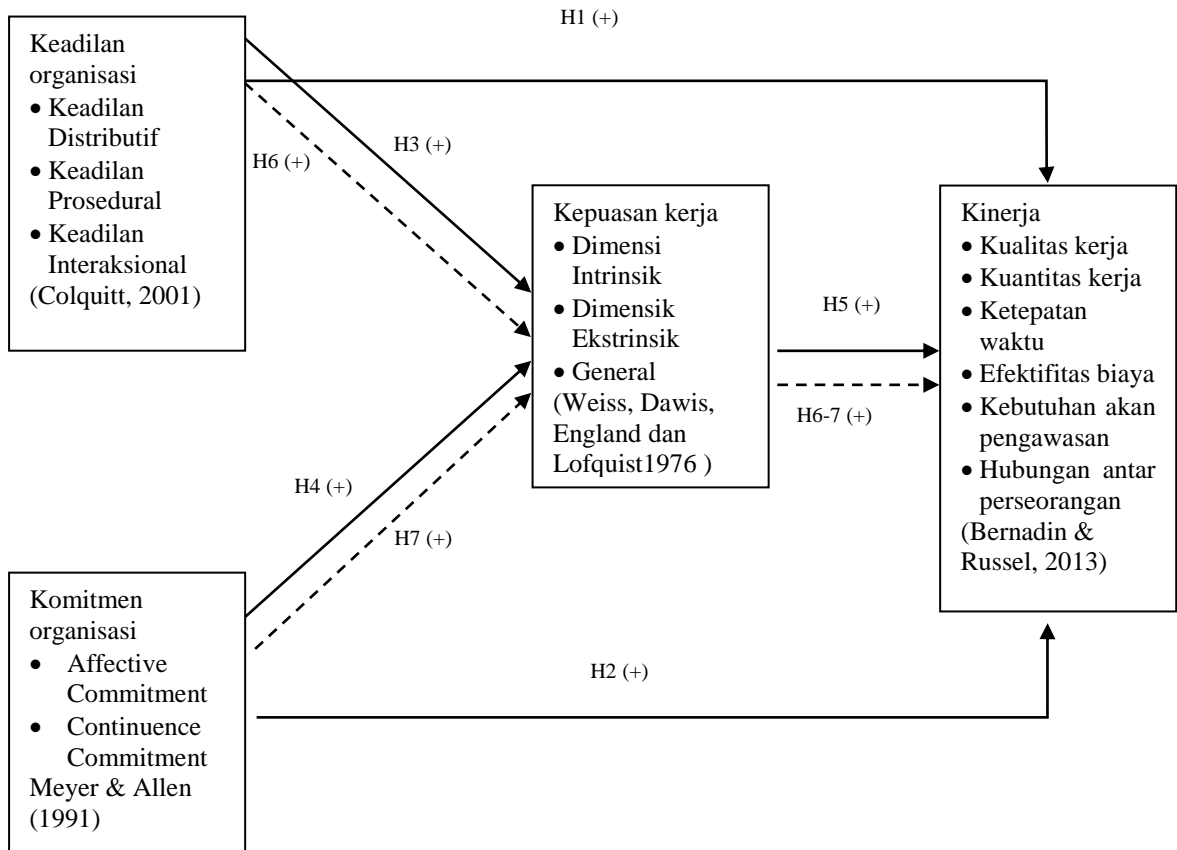 H1 (+)
Keadilan
organisasi
• Keadilan
Distributif
• Keadilan
Prosedural
• Keadilan
Interaksional
(Colquitt, 2001)
H3 (+)
H6 (+)
Kepuasan kerja
• Dimensi
Intrinsik
• Dimensik
Ekstrinsik
• General
(Weiss, Dawis,
England dan
Lofquist1976 )
H5 (+)
H6-7 (+)
Kinerja
• Kualitas kerja
• Kuantitas kerja
• Ketepatan
waktu
• Efektifitas biaya
• Kebutuhan akan
pengawasan
• Hubungan antar
perseorangan
(Bernadin &
Russel, 2013)
H4 (+)
H7 (+)
Komitmen
organisasi
• Affective
Commitment
• Continuence
Commitment
Meyer & Allen
(1991)
H2 (+)